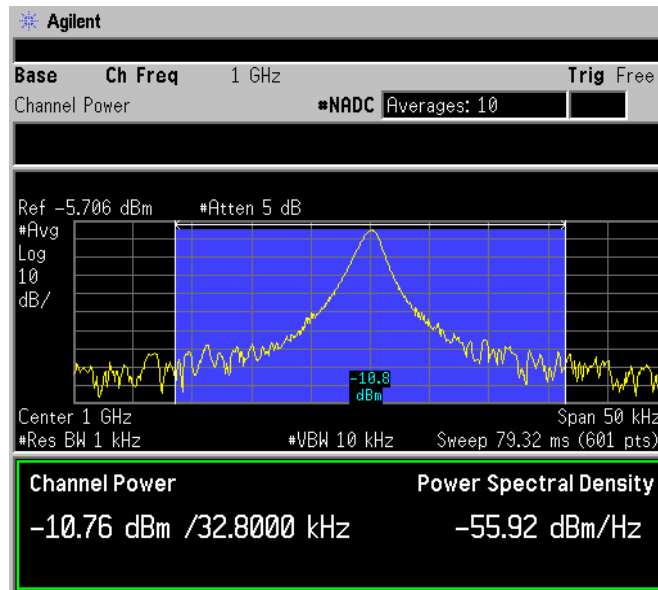 Agilent
Base Ch Freq 1 GHz Trig Free
Channel Power #NADC Averages: 10
Ref -5.706 dBm #Atten 5 dB
#Avg
Log
10
dB/
-10.8
dBm
Center 1 GHz Span 50 kHz
#Res BW 1 kHz #VBW 10 kHz Sweep 79.32 ms (601 pts)
Channel Power Power Spectral Density
-10.76 dBm /32.8000 kHz -55.92 dBm/Hz